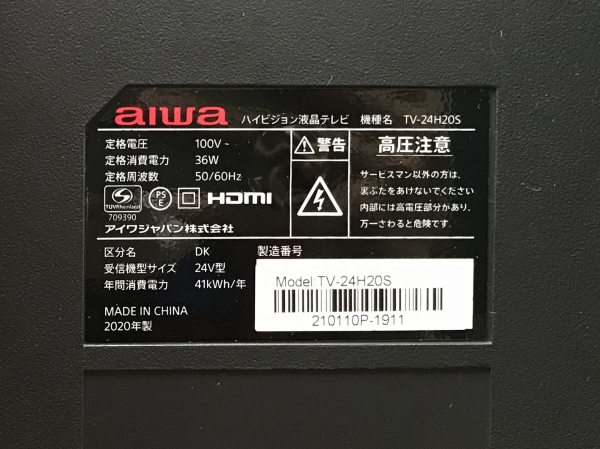 aiwa ハイビジョン液晶テレビ 機種名 TV-24H20S
定格電圧 100V~
定格消費電力 36W
定格周波数 50/60Hz
TÜVRheinland
709390
PS
E
HDMI
アイワジャパン株式会社
警告 高圧注意
サービスマン以外の方は、
裏ぶたをあけないでください
内部には高電圧部分があり、
万一さわると危険です。
区分名 DK
受信機型サイズ 24V型
年間消費電力 41kWh/年
MADE IN CHINA
2020年製
製造番号
Model TV-24H20S
210110P-1911